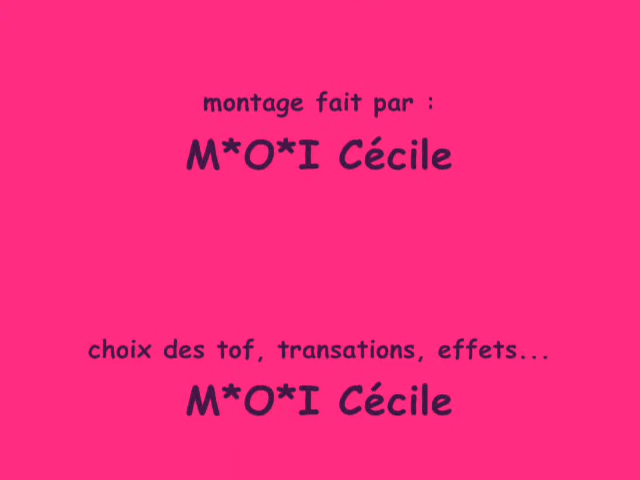 montage fait par :
M*O*I Cécile
choix des tof, transations, effets...
M*O*I Cécile